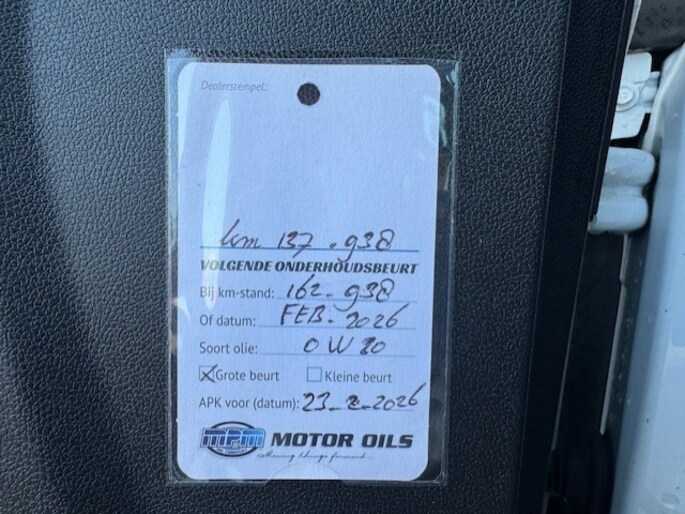 Dealerstempel:
km 137.938
VOLGENDE ONDERHOUDSBEURT
Bij km-stand: 162.938
Of datum: FEB. 2026
Soort olie: 0W20
Grote beurt Kleine beurt
APK voor (datum): 23-2-2026
MPM MOTOR OILS